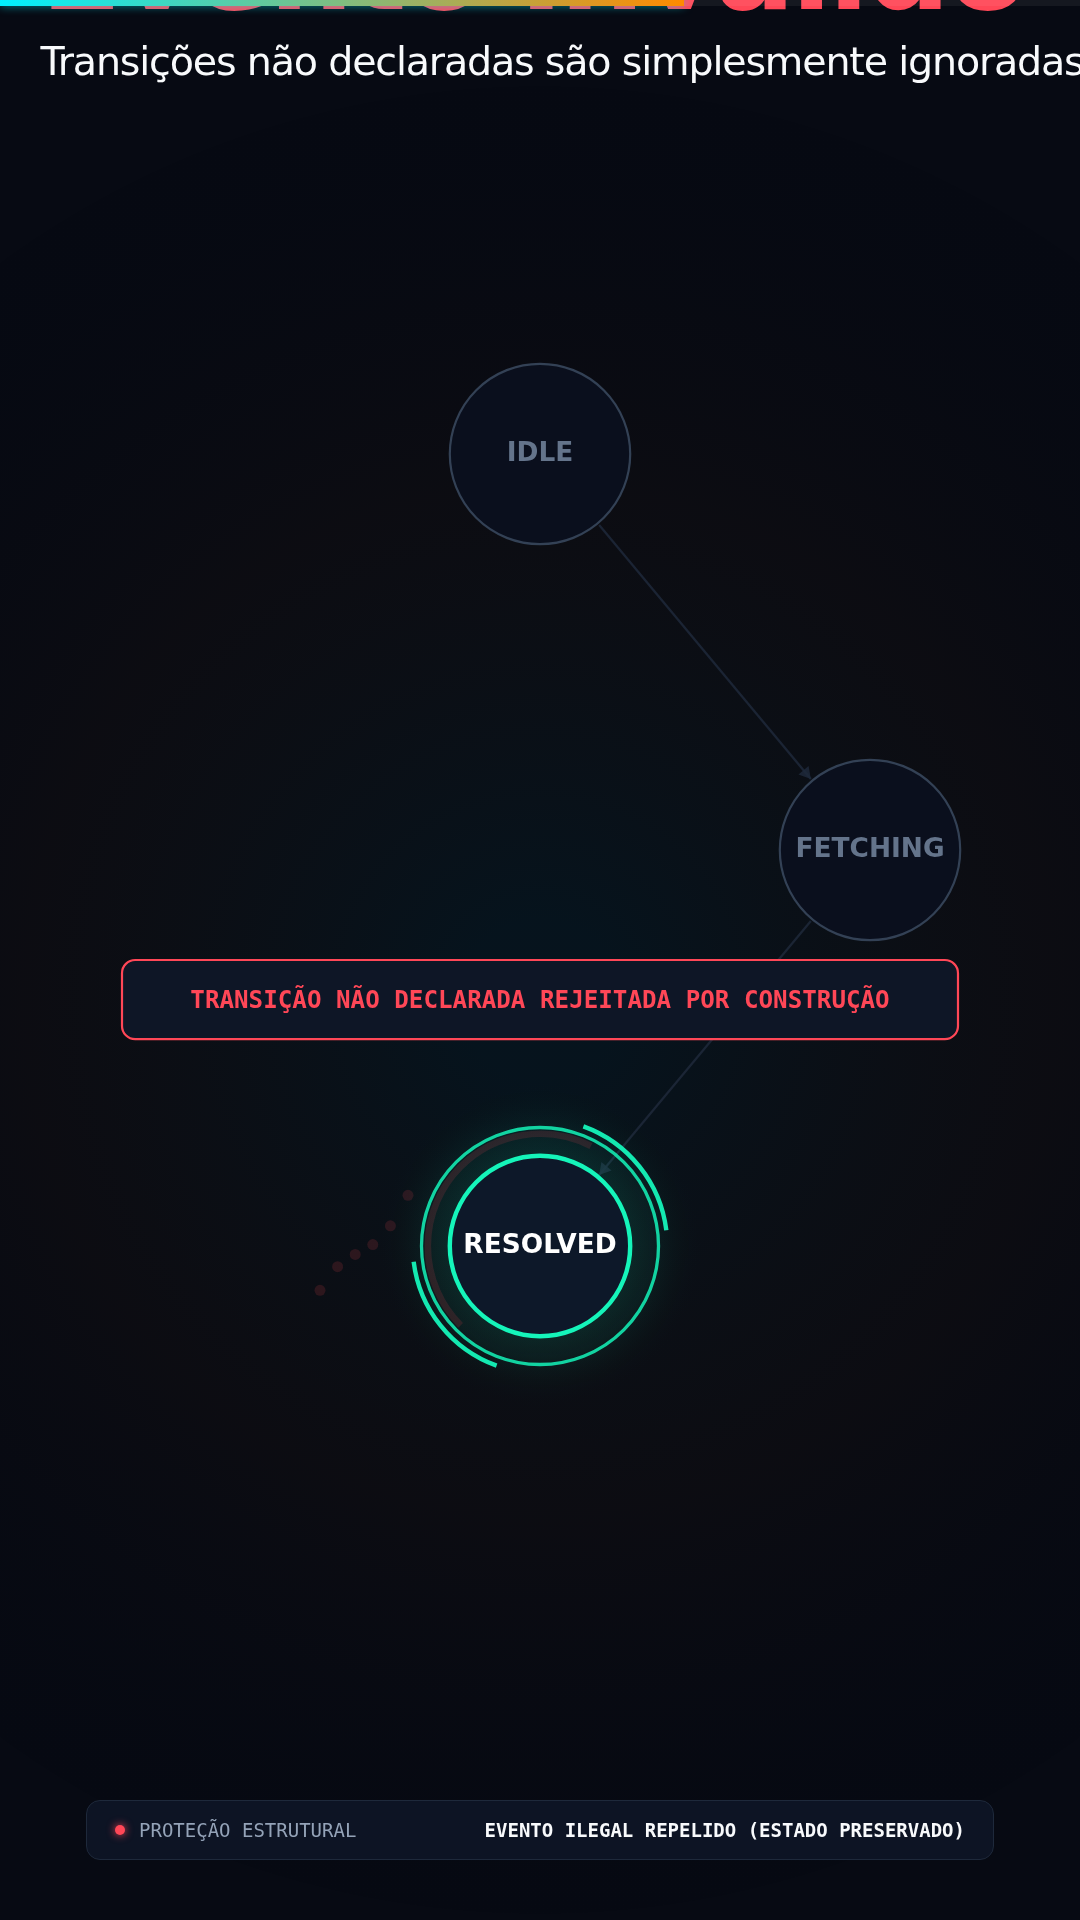 Transições não declaradas são simplesmente ignoradas
IDLE
FETCHING
TRANSIÇÃO NÃO DECLARADA REJEITADA POR CONSTRUÇÃO
RESOLVED
PROTEÇÃO ESTRUTURAL
EVENTO ILEGAL REPELIDO (ESTADO PRESERVADO)